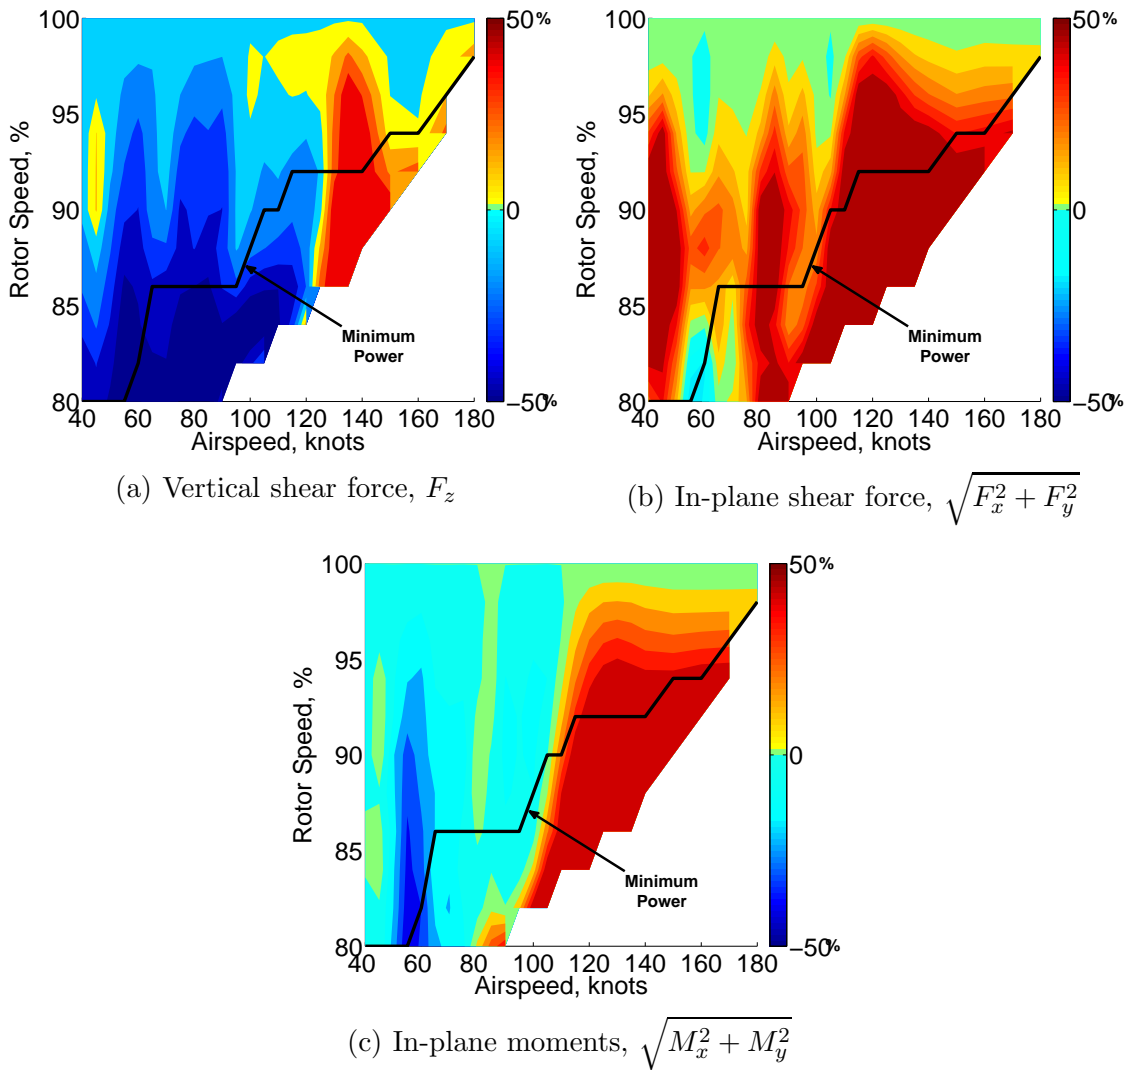 100
95
90
85
80
Rotor Speed, %
40 60 80 100 120 140 160 180
Airspeed, knots
Minimum
Power
50%
0
−50%
(a) Vertical shear force, F_z
100
95
90
85
80
Rotor Speed, %
40 60 80 100 120 140 160 180
Airspeed, knots
Minimum
Power
50%
0
−50%
(b) In-plane shear force, √(F_x^2 + F_y^2)
100
95
90
85
80
Rotor Speed, %
40 60 80 100 120 140 160 180
Airspeed, knots
Minimum
Power
50%
0
−50%
(c) In-plane moments, √(M_x^2 + M_y^2)